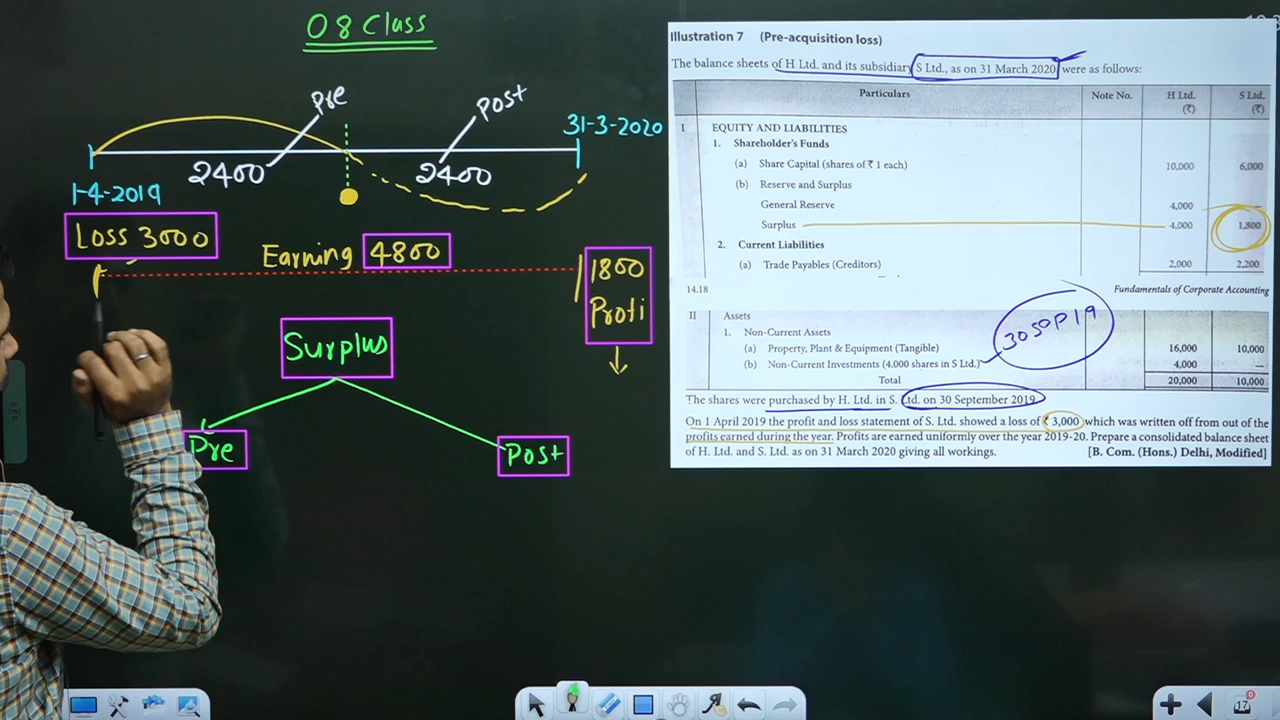 08 Class
Pre
Post
31-3-2020
2400
2400
1-4-2019
Loss 3000
Earning 4800
1800
Profi
Surplus
Pre
Post
Illustration 7 (Pre-acquisition loss)
The balance sheets of H Ltd. and its subsidiary S Ltd., as on 31 March 2020 were as follows:
Particulars Note No. H Ltd. S Ltd.
(₹) (₹)
I EQUITY AND LIABILITIES
1. Shareholder's Funds
(a) Share Capital (shares of ₹ 1 each) 10,000 6,000
(b) Reserve and Surplus
General Reserve 4,000 —
Surplus 4,000 1,800
2. Current Liabilities
(a) Trade Payables (Creditors) 2,000 2,200
14.18 Fundamentals of Corporate Accounting
II Assets
1. Non-Current Assets
(a) Property, Plant & Equipment (Tangible) 16,000 10,000
(b) Non-Current Investments (4,000 shares in S Ltd.) 4,000 —
Total 20,000 10,000
30SeP19
The shares were purchased by H. Ltd. in S. Ltd. on 30 September 2019.
On 1 April 2019 the profit and loss statement of S. Ltd. showed a loss of ₹ 3,000 which was written off from out of the
profits earned during the year. Profits are earned uniformly over the year 2019-20. Prepare a consolidated balance sheet
of H. Ltd. and S. Ltd. as on 31 March 2020 giving all workings. [B. Com. (Hons.) Delhi, Modified]
17